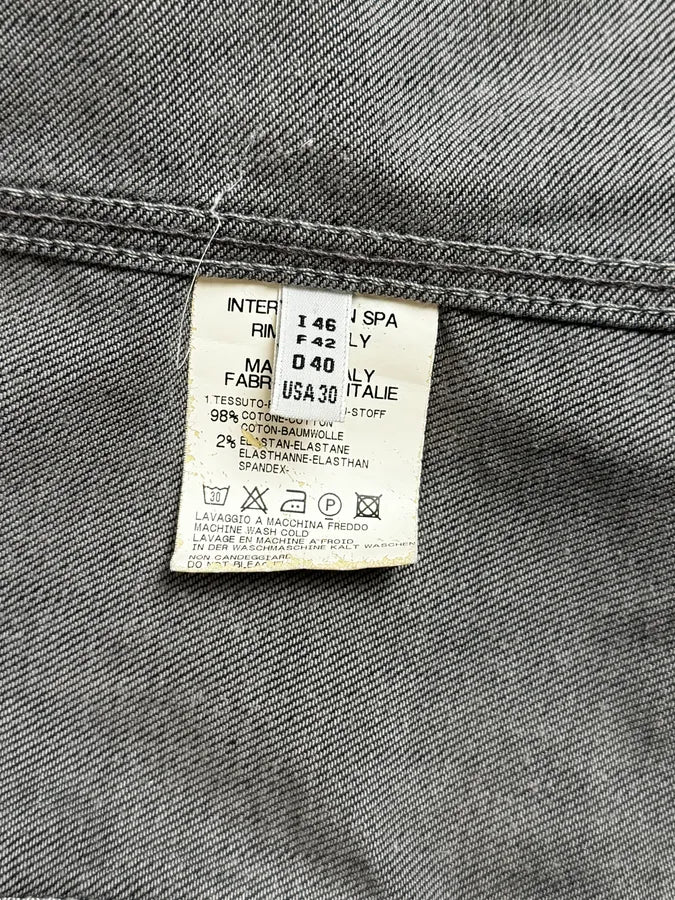 I 46
F 42
D 40
USA 30
INTER N SPA
RIM LY
MA ALY
FABR ITALIE
1.TESSUTO- -STOFF
98% COTONE-COTTON
COTON-BAUMWOLLE
2% ELASTAN-ELASTANE
ELASTHANNE-ELASTHAN
SPANDEX-
30 P
LAVAGGIO A MACCHINA FREDDO
MACHINE WASH COLD
LAVAGE EN MACHINE A FROID
IN DER WASCHMASCHINE KALT WASCHEN
NON CANDEGGIARE
DO NOT BLEACH